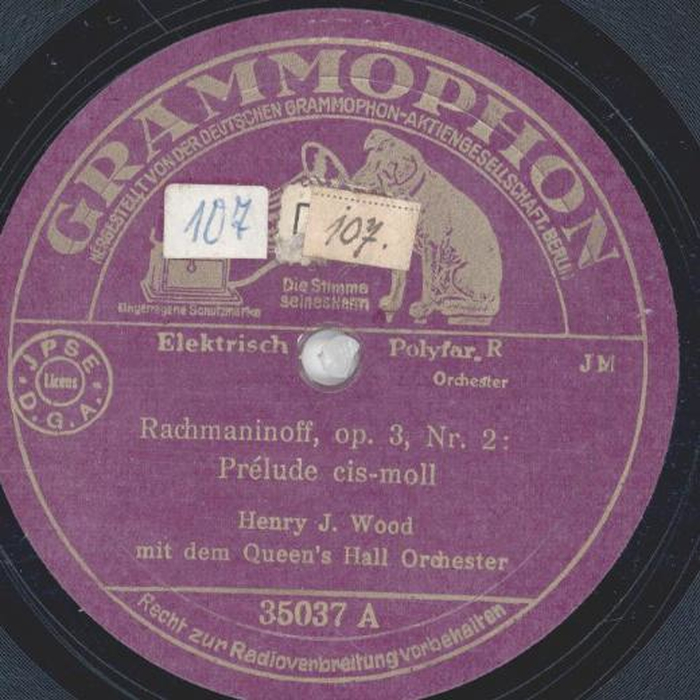 GRAMMOPHON
HERGESTELLT VON DER DEUTSCHEN GRAMMOPHON-AKTIENGESELLSCHAFT, BERLIN
107
107.
Die Stimme
seines Herrn
Eingetragene Schutzmarke
Elektrisch Polyfar. R
JM
Orchester
JPSE
Licens
D.G.A.
Rachmaninoff, op. 3, Nr. 2:
Prélude cis-moll
Henry J. Wood
mit dem Queen's Hall Orchester
35037 A
Recht zur Radioverbreitung vorbehalten